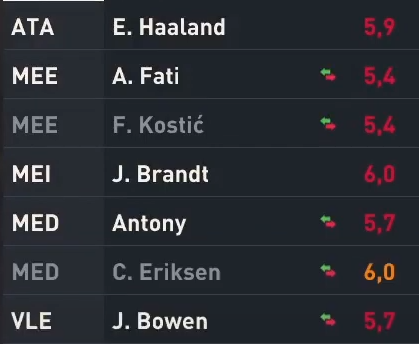 ATA E. Haaland 5,9
MEE A. Fati 5,4
MEE F. Kostić 5,4
MEI J. Brandt 6,0
MED Antony 5,7
MED C. Eriksen 6,0
VLE J. Bowen 5,7